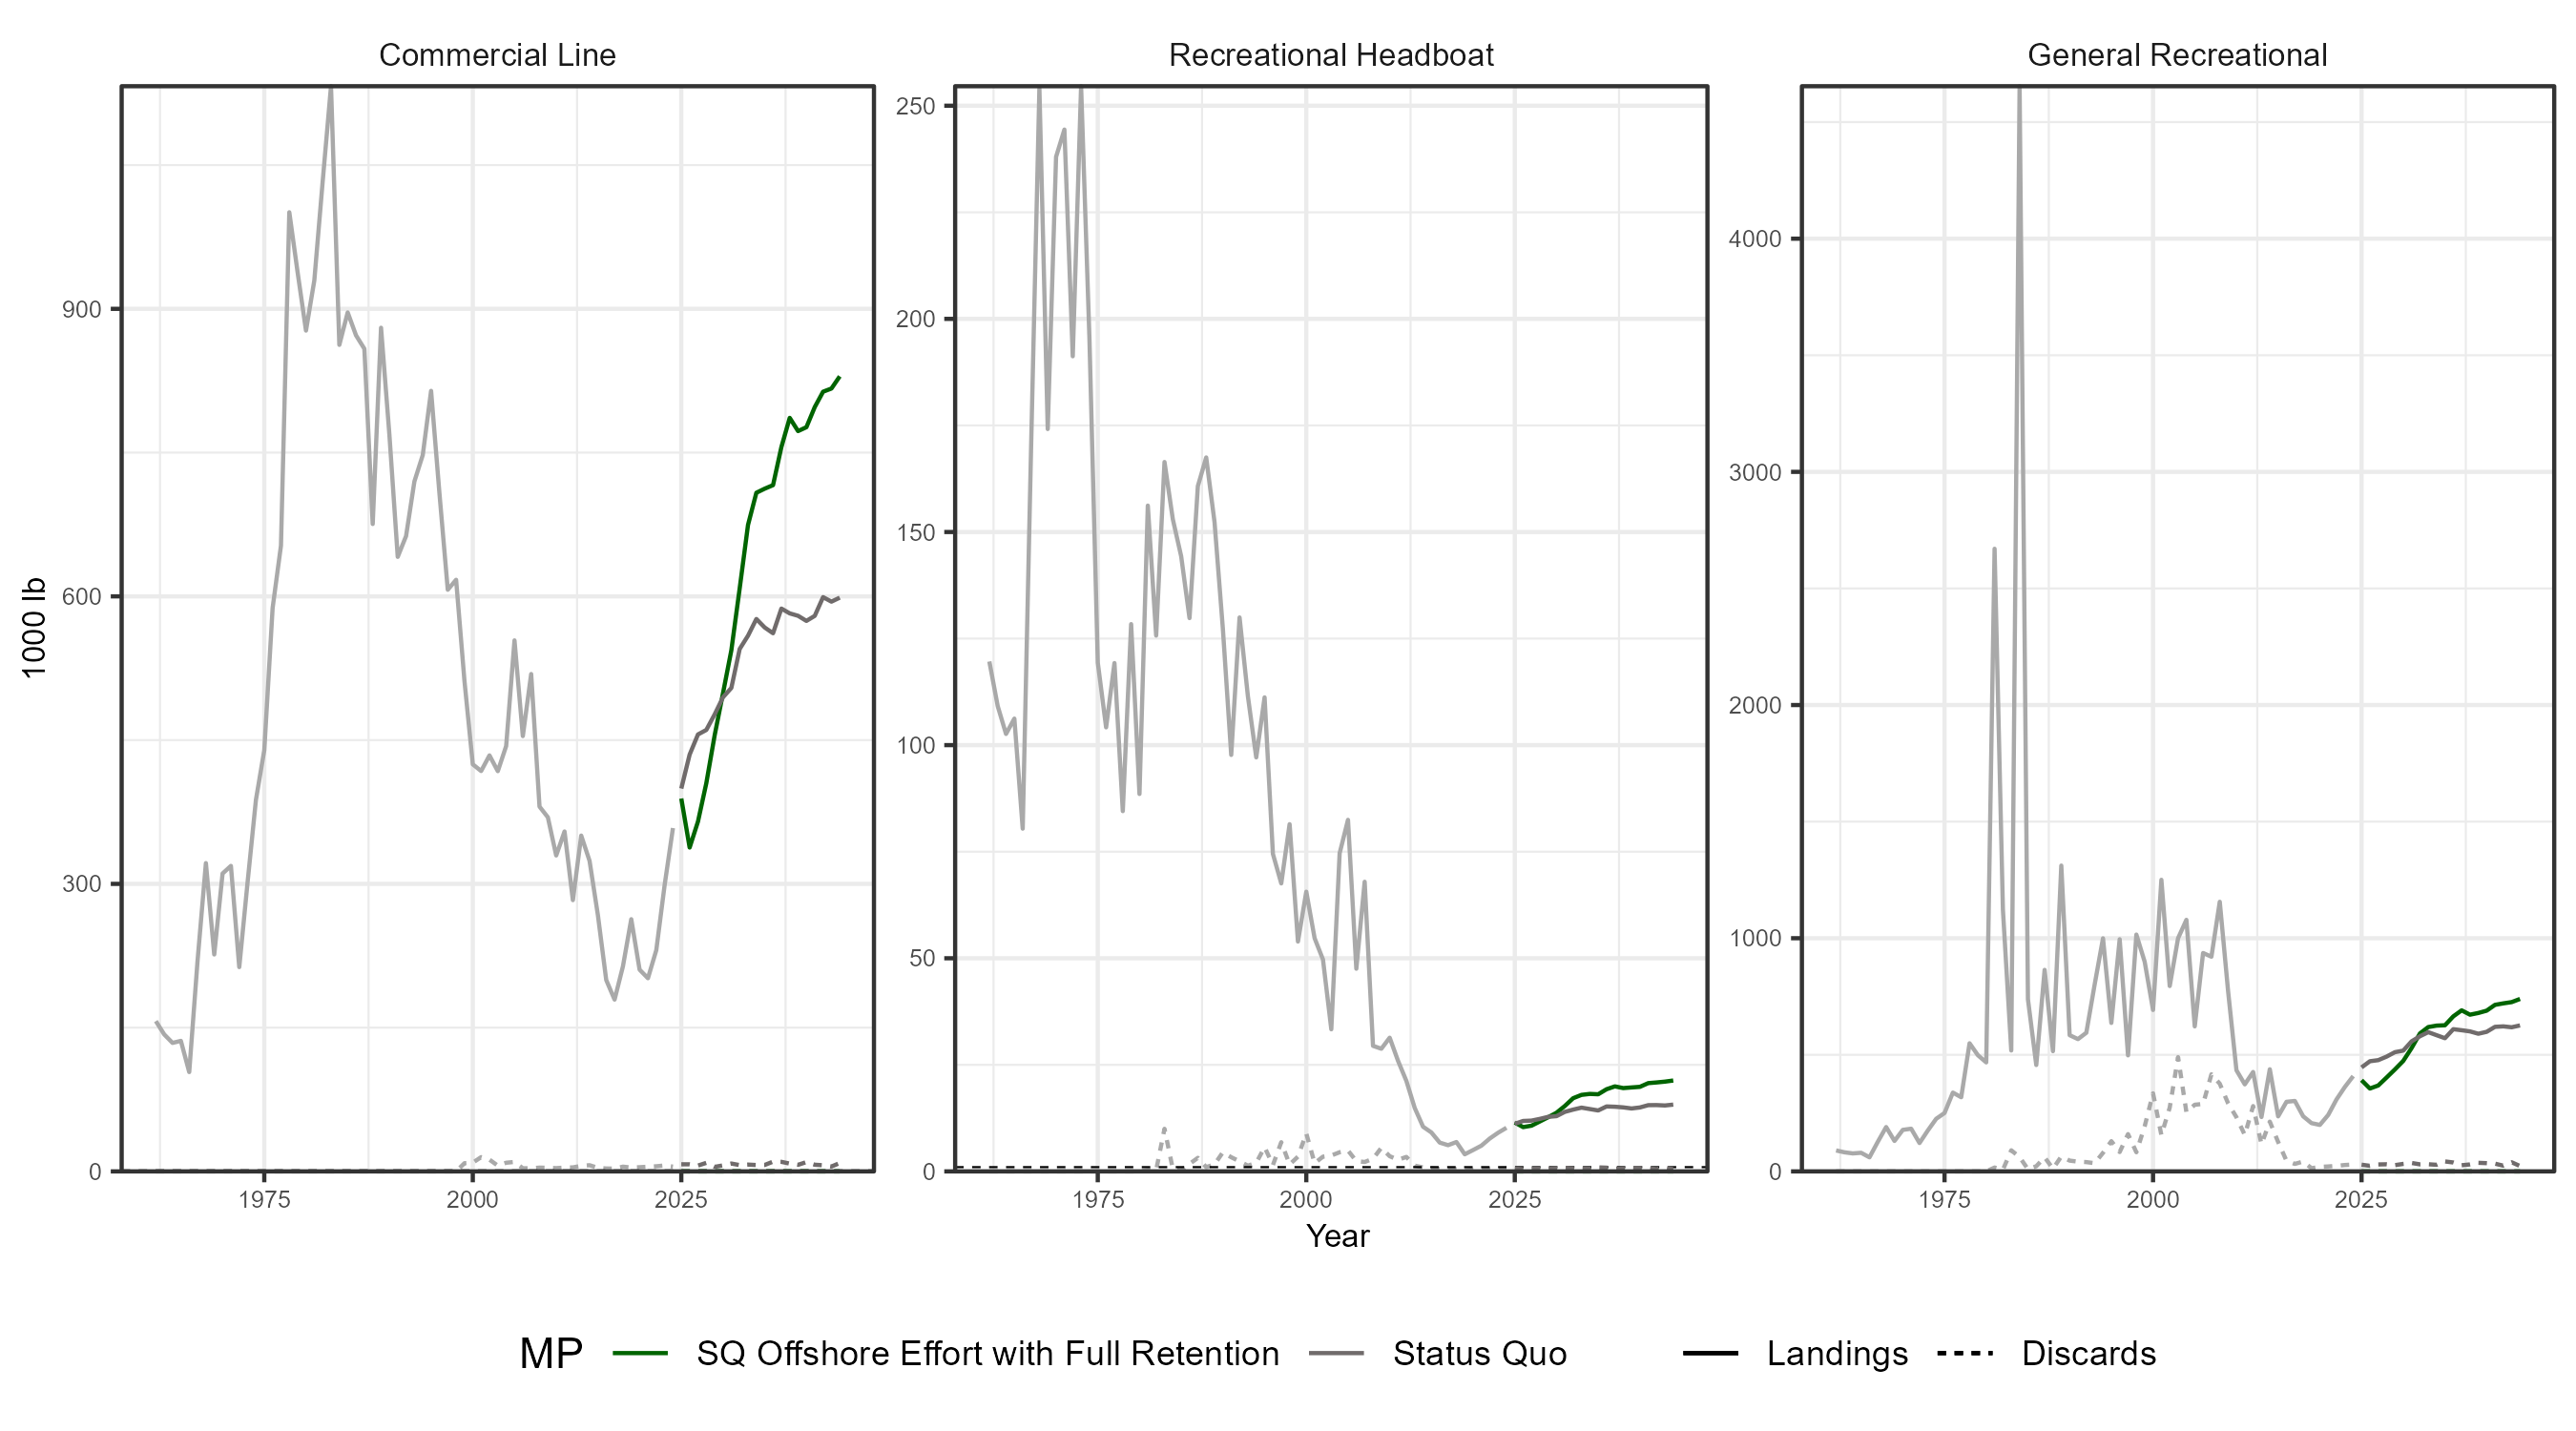 Commercial Line
Recreational Headboat
General Recreational
1000 lb
900
600
300
0
250
200
150
100
50
0
4000
3000
2000
1000
0
1975 2000 2025
1975 2000 2025
1975 2000 2025
Year
MP SQ Offshore Effort with Full Retention Status Quo Landings Discards